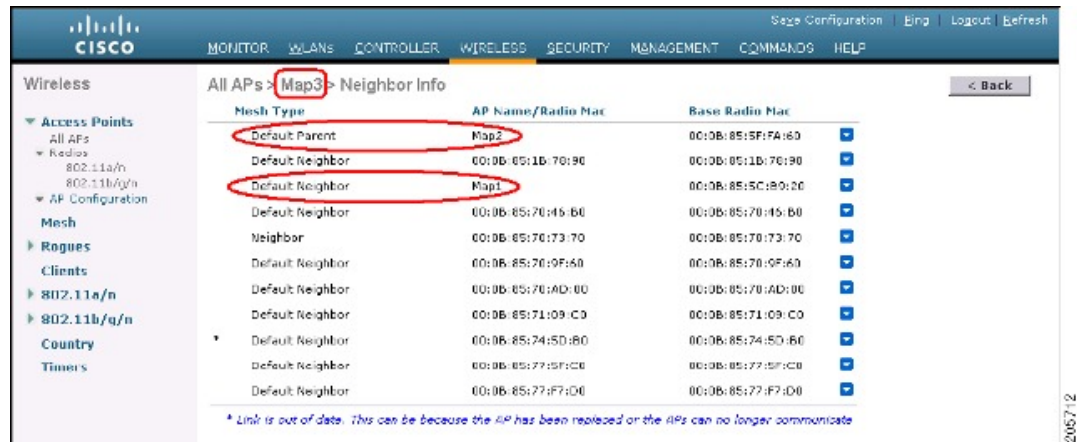 Save Configuration | Ping | Logout | Refresh
CISCO
MONITOR WLANs CONTROLLER WIRELESS SECURITY MANAGEMENT COMMANDS HELP
Wireless
Access Points
All APs
Radios
802.11a/n
802.11b/g/n
AP Configuration
Mesh
Rogues
Clients
802.11a/n
802.11b/g/n
Country
Timers
All APs > Map3 > Neighbor Info
< Back
Mesh Type AP Name/Radio Mac Base Radio Mac
Default Parent Map2 00:0B:85:5F:FA:60
Default Neighbor 00:0B:85:1B:78:90 00:0B:85:1B:78:90
Default Neighbor Map1 00:0B:85:5C:B9:20
Default Neighbor 00:0B:85:70:46:B0 00:0B:85:70:46:B0
Neighbor 00:0B:85:70:73:70 00:0B:85:70:73:70
Default Neighbor 00:0B:85:70:9F:60 00:0B:85:70:9F:60
Default Neighbor 00:0B:85:70:AD:00 00:0B:85:70:AD:00
Default Neighbor 00:0B:85:71:09:C0 00:0B:85:71:09:C0
* Default Neighbor 00:0B:85:74:5D:B0 00:0B:85:74:5D:B0
Default Neighbor 00:0B:85:77:5F:C0 00:0B:85:77:5F:C0
Default Neighbor 00:0B:85:77:F7:D0 00:0B:85:77:F7:D0
* Link is out of date. This can be because the AP has been replaced or the APs can no longer communicate
205712